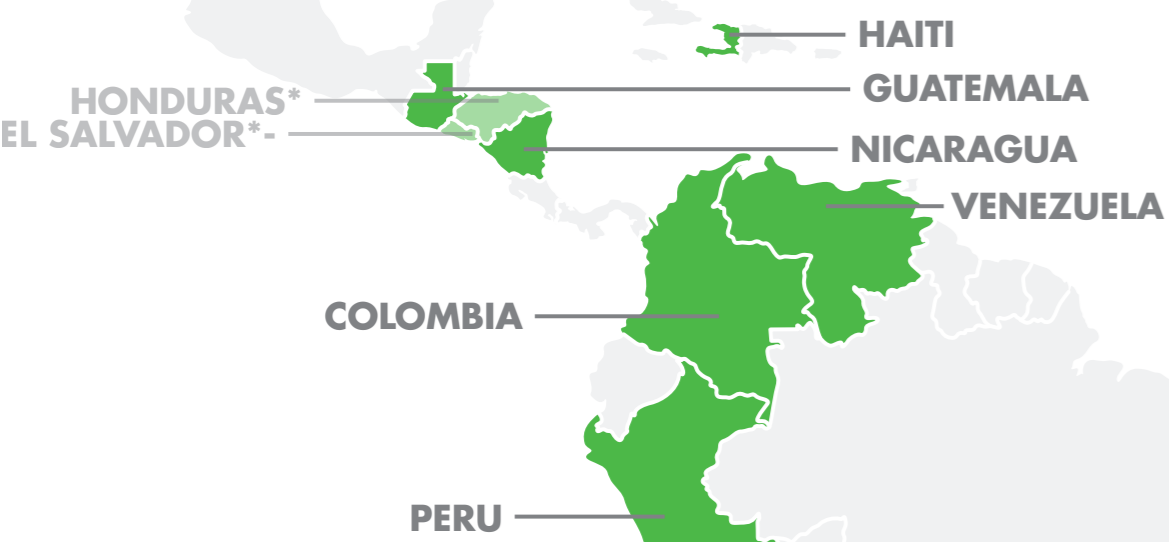 HAITI
GUATEMALA
HONDURAS*
EL SALVADOR*-
NICARAGUA
VENEZUELA
COLOMBIA
PERU